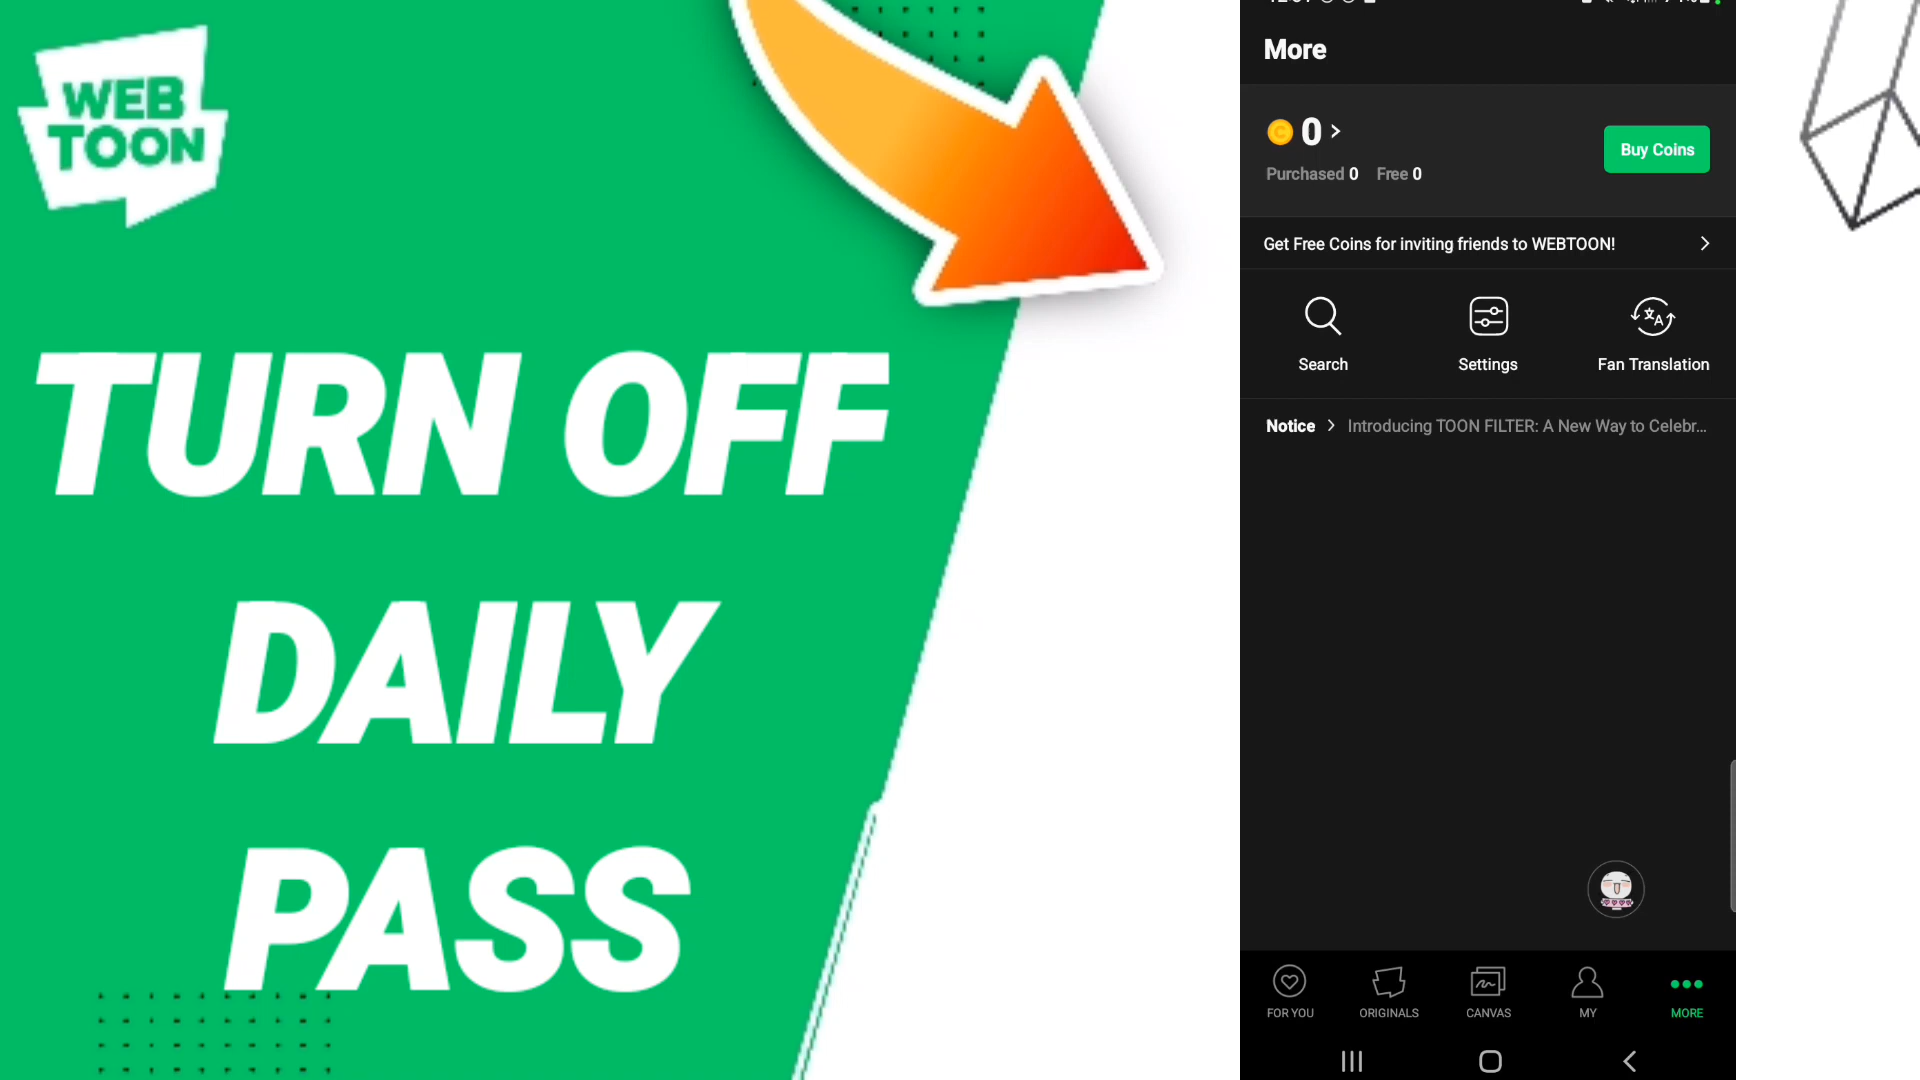 WEB
TOON
TURN OFF
DAILY
PASS
More
0
Buy Coins
Purchased 0 Free 0
Get Free Coins for inviting friends to WEBTOON!
Search Settings Fan Translation
Notice Introducing TOON FILTER: A New Way to Celebr...
FOR YOU ORIGINALS CANVAS MY MORE